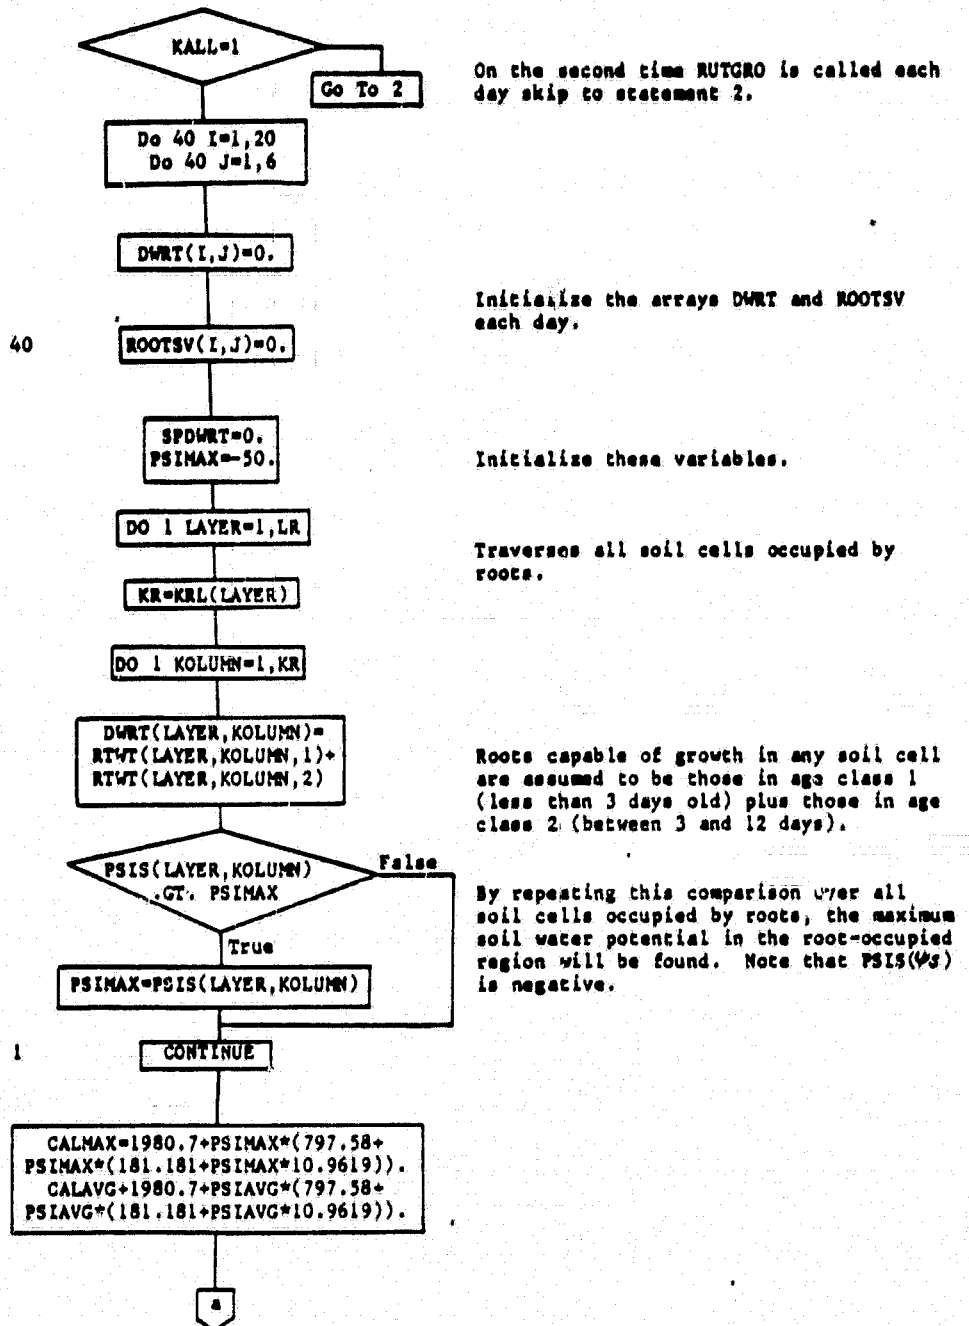 KALL=1
Go To 2
On the second time RUTGRO is called each
day skip to statement 2.
Do 40 I=1,20
Do 40 J=1,6
DWRT(I,J)=0.
Initialize the arrays DWRT and ROOTSV
each day.
40
ROOTSV(I,J)=0.
SPDWRT=0.
PSIMAX=-50.
Initialize these variables.
DO 1 LAYER=1,LR
Traverses all soil cells occupied by
roots.
KR=KRL(LAYER)
DO 1 KOLUMN=1,KR
DWRT(LAYER,KOLUMN)=
RTWT(LAYER,KOLUMN,1)+
RTWT(LAYER,KOLUMN,2)
Roots capable of growth in any soil cell
are assumed to be those in age class 1
(less than 3 days old) plus those in age
class 2 (between 3 and 12 days).
PSIS(LAYER,KOLUMN)
.GT. PSIMAX
False
True
By repeating this comparison over all
soil cells occupied by roots, the maximum
soil water potential in the root-occupied
region will be found. Note that PSIS(ψs)
is negative.
PSIMAX=PSIS(LAYER,KOLUMN)
1
CONTINUE
CALMAX=1980.7+PSIMAX*(797.58+
PSIMAX*(181.181+PSIMAX*10.9619)).
CALAVG+1980.7+PSIAVG*(797.58+
PSIAVG*(181.181+PSIAVG*10.9619)).
a